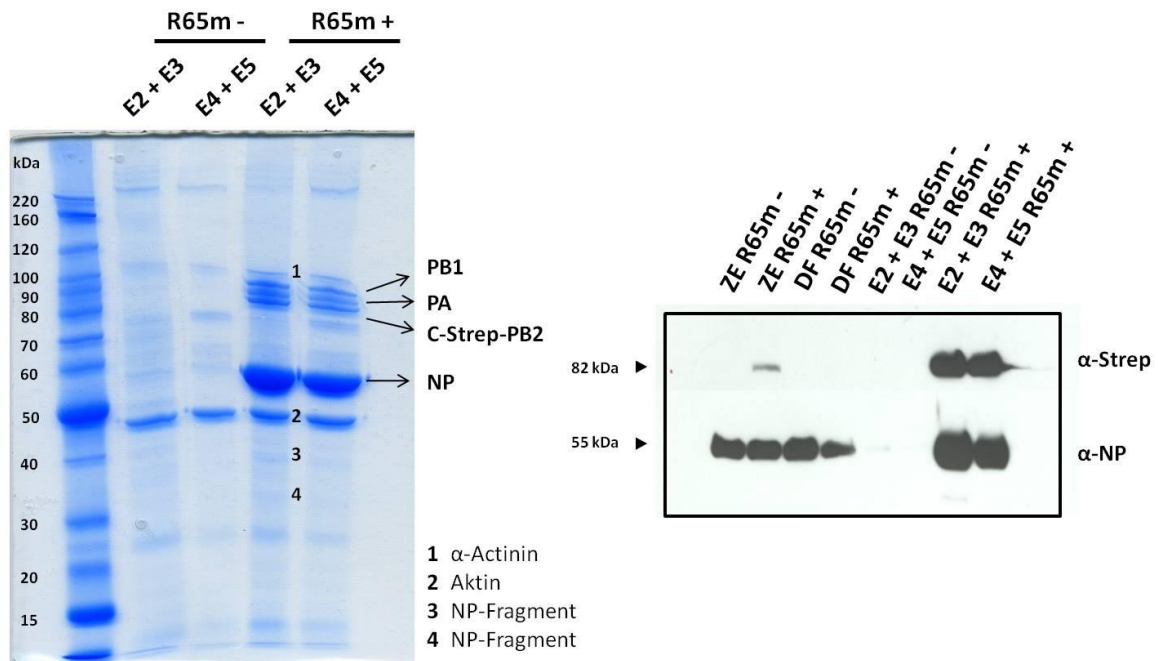 R65m - R65m +
E2 + E3 E4 + E5 E2 + E3 E4 + E5
kDa
220
160
120
100
90
80
70
60
50
40
30
20
15
1
2
3
4
PB1
PA
C-Strep-PB2
NP
1 α-Actinin
2 Aktin
3 NP-Fragment
4 NP-Fragment
ZE R65m -
ZE R65m +
DF R65m -
DF R65m +
E2 + E3 R65m -
E4 + E5 R65m -
E2 + E3 R65m +
E4 + E5 R65m +
82 kDa
α-Strep
55 kDa
α-NP